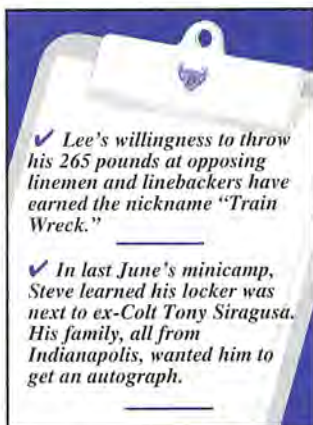 ✔ Lee's willingness to throw
his 265 pounds at opposing
linemen and linebackers have
earned the nickname "Train
Wreck."
✔ In last June's minicamp,
Steve learned his locker was
next to ex-Colt Tony Siragusa.
His family, all from
Indianapolis, wanted him to
get an autograph.